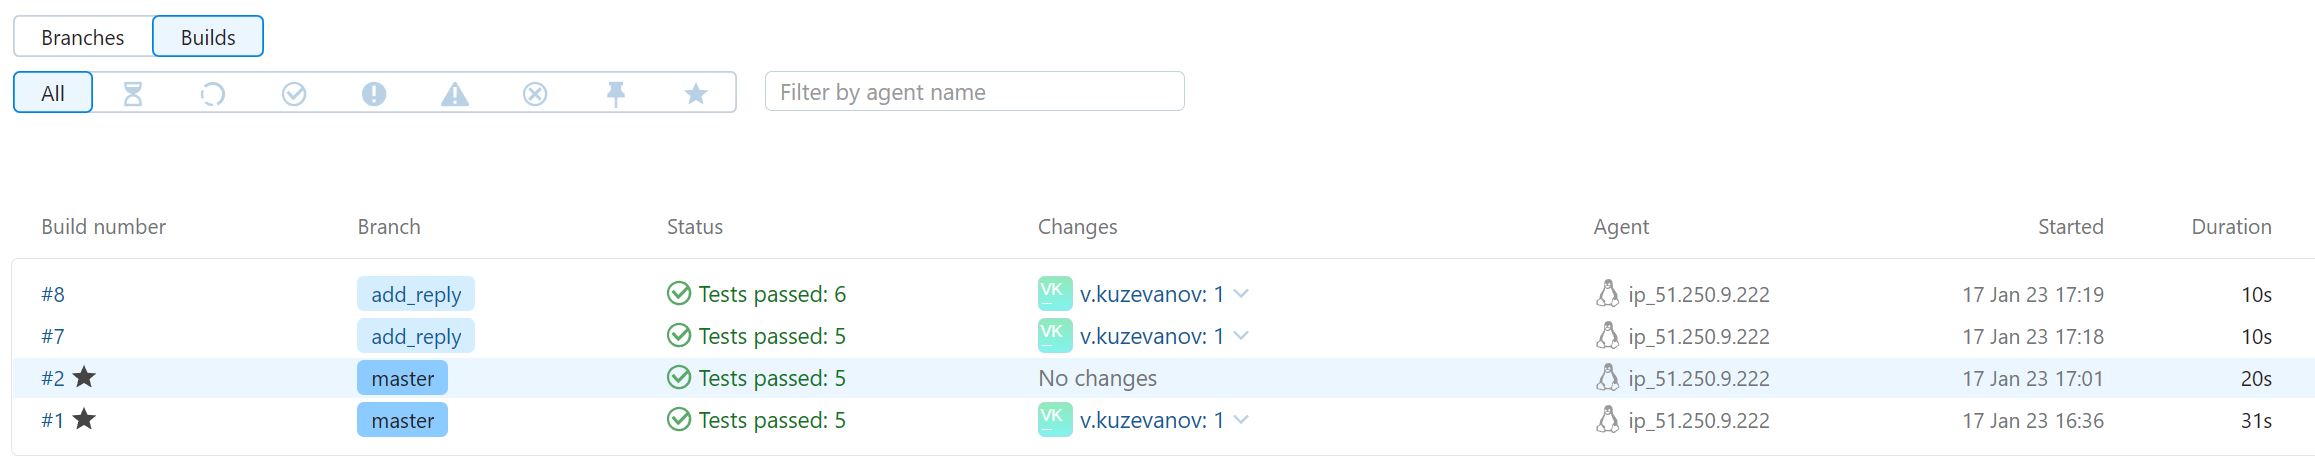 Branches Builds
All Filter by agent name
Build number Branch Status Changes Agent Started Duration
#8 add_reply Tests passed: 6 VK v.kuzevanov: 1 ip_51.250.9.222 17 Jan 23 17:19 10s
#7 add_reply Tests passed: 5 VK v.kuzevanov: 1 ip_51.250.9.222 17 Jan 23 17:18 10s
#2 master Tests passed: 5 No changes ip_51.250.9.222 17 Jan 23 17:01 20s
#1 master Tests passed: 5 VK v.kuzevanov: 1 ip_51.250.9.222 17 Jan 23 16:36 31s